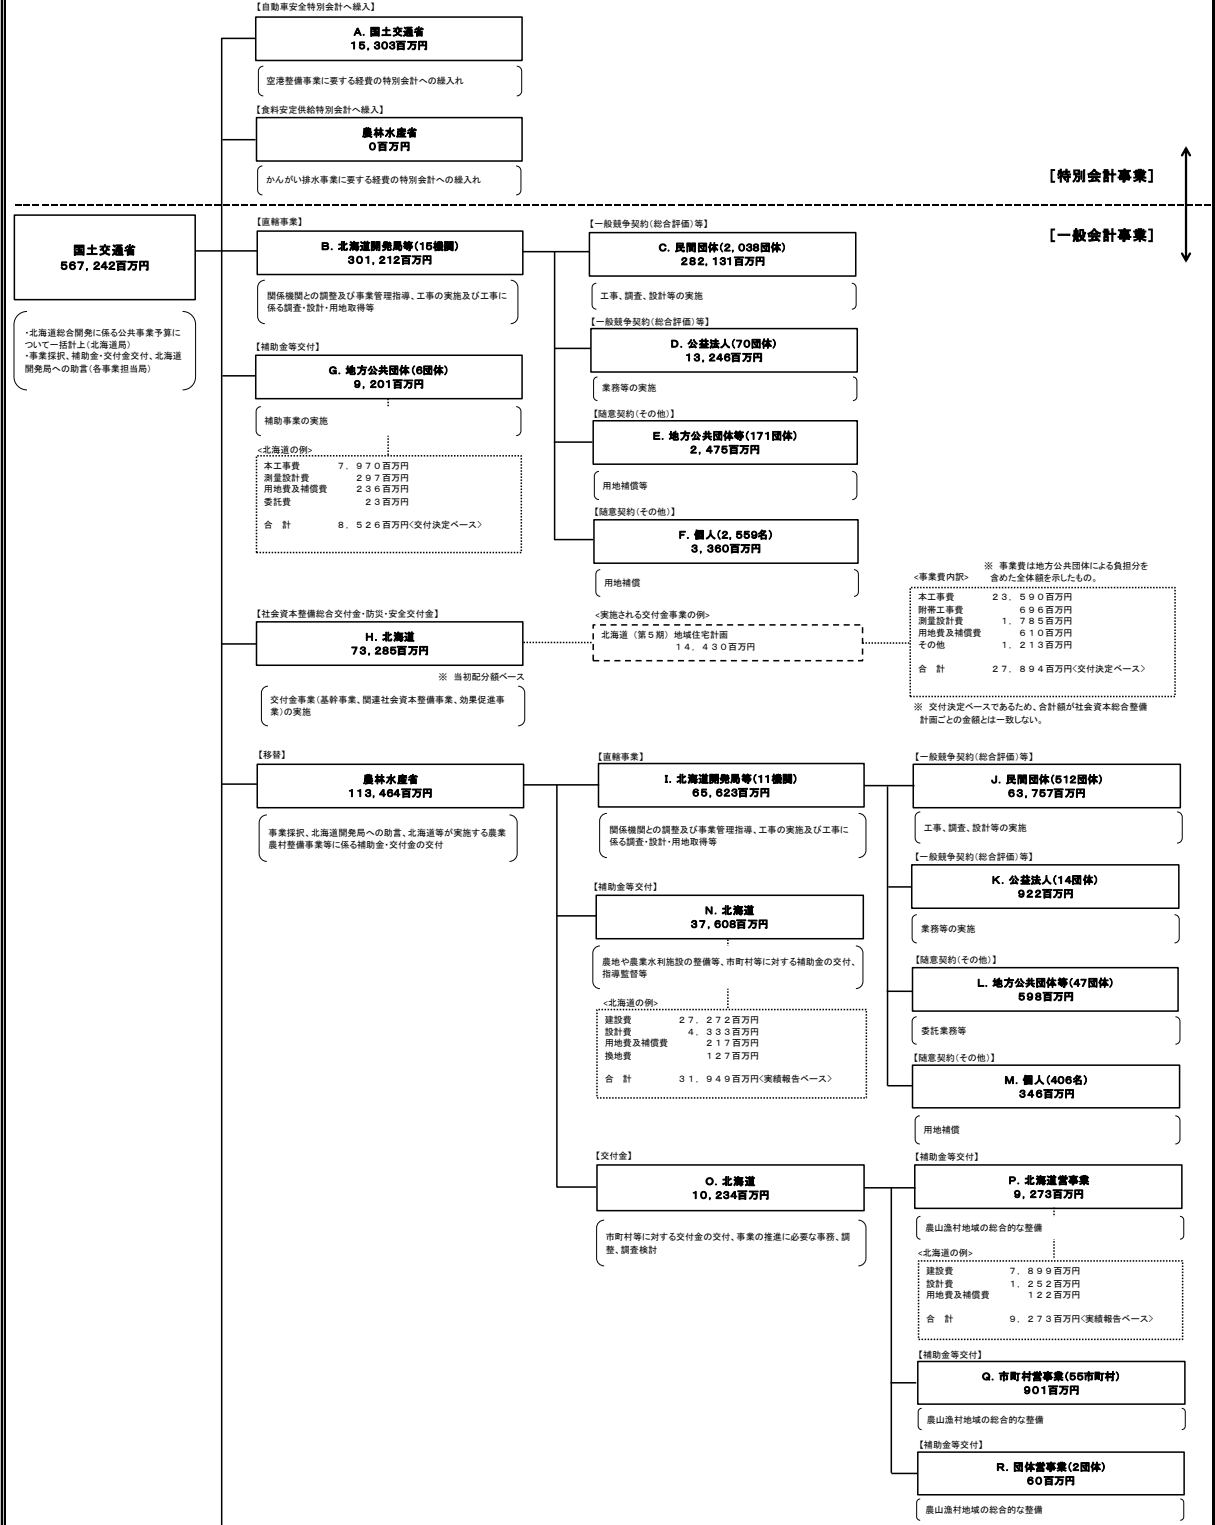 【自動車安全特別会計へ繰入】
A. 国土交通省
15,303百万円
空港整備事業に要する経費の特別会計への繰入れ
【食料安定供給特別会計へ繰入】
農林水産省
0百万円
かんがい排水事業に要する経費の特別会計への繰入れ
[特別会計事業]
[一般会計事業]
国土交通省
567,242百万円
・北海道総合開発に係る公共事業予算に
ついて一括計上(北海道局)
・事業採択、補助金・交付金交付、北海道
開発局への助言(各事業担当局)
【直轄事業】
B. 北海道開発局等(15機関)
301,212百万円
関係機関との調整及び事業管理指導、工事の実施及び工事に
係る調査・設計・用地取得等
【一般競争契約(総合評価)等】
C. 民間団体(2,038団体)
282,131百万円
工事、調査、設計等の実施
【一般競争契約(総合評価)等】
D. 公益法人(70団体)
13,246百万円
業務等の実施
【随意契約(その他)】
E. 地方公共団体等(171団体)
2,475百万円
用地補償等
【随意契約(その他)】
F. 個人(2,559名)
3,360百万円
用地補償
【補助金等交付】
G. 地方公共団体(6団体)
9,201百万円
補助事業の実施
<北海道の例>
本工事費 7,970百万円
測量設計費 297百万円
用地費及補償費 236百万円
委託費 23百万円
合 計 8,526百万円<交付決定ベース>
【社会資本整備総合交付金・防災・安全交付金】
H. 北海道
73,285百万円
※ 当初配分額ベース
交付金事業(基幹事業、関連社会資本整備事業、効果促進事
業)の実施
<実施される交付金事業の例>
北海道(第5期)地域住宅計画
14,430百万円
※ 事業費は地方公共団体による負担分を
含めた全体額を示したもの。
<事業費内訳>
本工事費 23,590百万円
附帯工事費 696百万円
測量設計費 1,785百万円
用地費及補償費 610百万円
その他 1,213百万円
合 計 27,894百万円<交付決定ベース>
※ 交付決定ベースであるため、合計額が社会資本総合整備
計画ごとの金額とは一致しない。
【移替】
農林水産省
113,464百万円
事業採択、北海道開発局への助言、北海道等が実施する農業
農村整備事業等に係る補助金・交付金の交付
【直轄事業】
I. 北海道開発局等(11機関)
65,623百万円
関係機関との調整及び事業管理指導、工事の実施及び工事に
係る調査・設計・用地取得等
【一般競争契約(総合評価)等】
J. 民間団体(512団体)
63,757百万円
工事、調査、設計等の実施
【一般競争契約(総合評価)等】
K. 公益法人(14団体)
922百万円
業務等の実施
【随意契約(その他)】
L. 地方公共団体等(47団体)
598百万円
委託業務等
【随意契約(その他)】
M. 個人(406名)
346百万円
用地補償
【補助金等交付】
N. 北海道
37,608百万円
農地や農業水利施設の整備等、市町村等に対する補助金の交付、
指導監督等
<北海道の例>
建設費 27,272百万円
設計費 4,333百万円
用地費及補償費 217百万円
換地費 127百万円
合 計 31,949百万円<実績報告ベース>
【交付金】
O. 北海道
10,234百万円
市町村等に対する交付金の交付、事業の推進に必要な事務、調
整、調査検討
【補助金等交付】
P. 北海道営事業
9,273百万円
農山漁村地域の総合的な整備
<北海道の例>
建設費 7,899百万円
設計費 1,252百万円
用地費及補償費 122百万円
合 計 9,273百万円<実績報告ベース>
【補助金等交付】
Q. 市町村営事業(55市町村)
901百万円
農山漁村地域の総合的な整備
【補助金等交付】
R. 団体営事業(2団体)
60百万円
農山漁村地域の総合的な整備